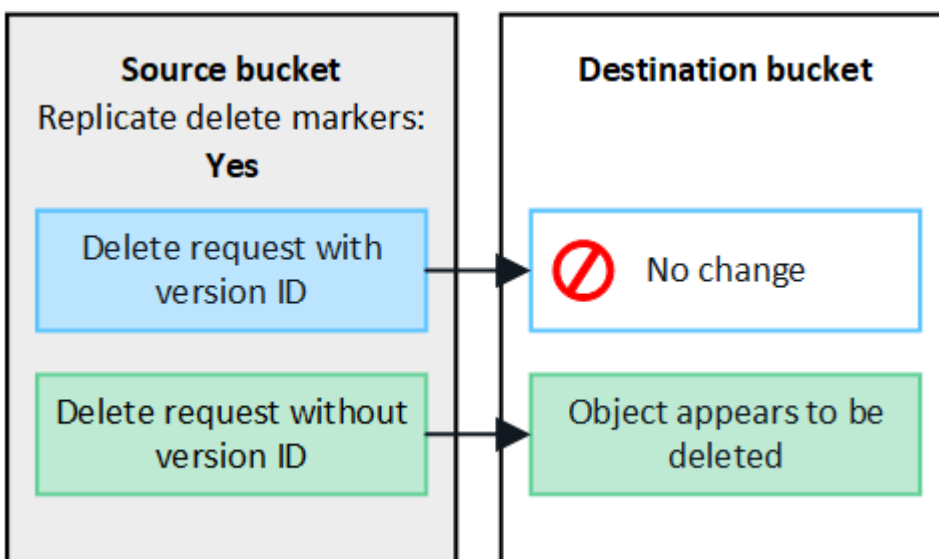 Source bucket
Replicate delete markers:
Yes
Delete request with
version ID
Delete request without
version ID
Destination bucket
No change
Object appears to be
deleted